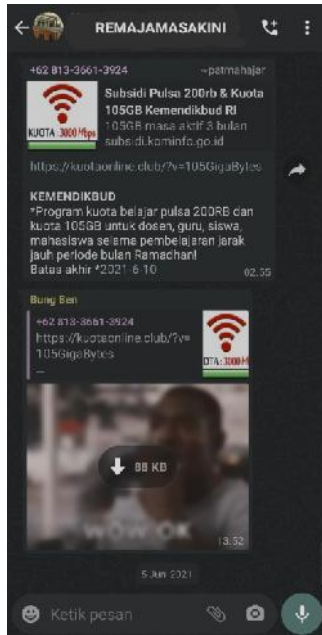 REMAJAMASAKINI
+62 813-3661-3924 ~patmahajar
KUOTA :3000 Mbps
Subsidi Pulsa 200rb & Kuota
105GB Kemendikbud RI
105GB masa aktif 3 bulan
subsidi.kominfo.go.id
https://kuotaonline.club/?v=105GigaBytes
KEMENDIKBUD
*Program kuota belajar pulsa 200RB dan
kuota 105GB untuk dosen, guru, siswa,
mahasiswa selama pembelajaran jarak
jauh periode bulan Ramadhan!
Batas akhir *2021-6-10 02.55
Bung Ben
+62 813-3661-3924
https://kuotaonline.club/?v=
105GigaBytes
OTA :3000 M
88 KB
WOW OK
13.52
5 Jun 2021
Ketik pesan